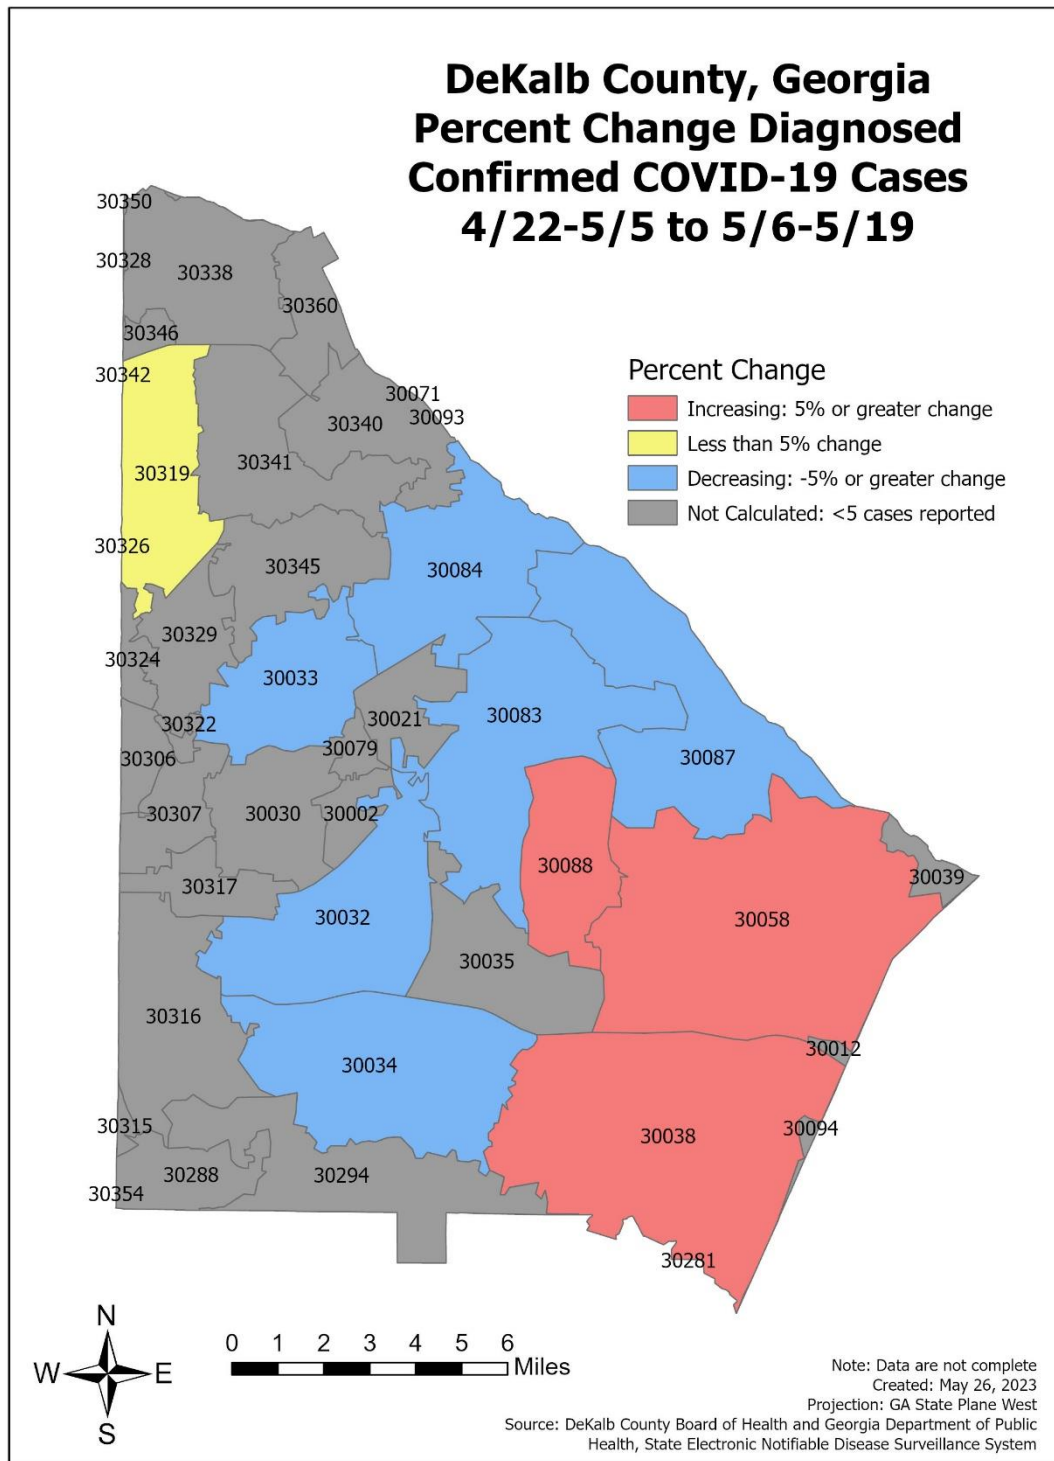 DeKalb County, Georgia
Percent Change Diagnosed
Confirmed COVID-19 Cases
4/22-5/5 to 5/6-5/19
30350
30328
30338
30360
30346
30342
30071
30093
30340
30341
30319
30326
30345
30084
30329
30324
30033
30322
30021
30083
30079
30306
30087
30307
30030
30002
30088
30317
30039
30032
30058
30035
30316
30012
30034
30315
30094
30038
30288
30294
30354
30281
Percent Change
Increasing: 5% or greater change
Less than 5% change
Decreasing: -5% or greater change
Not Calculated: <5 cases reported
N
W E
S
0 1 2 3 4 5 6
Miles
Note: Data are not complete
Created: May 26, 2023
Projection: GA State Plane West
Source: DeKalb County Board of Health and Georgia Department of Public
Health, State Electronic Notifiable Disease Surveillance System